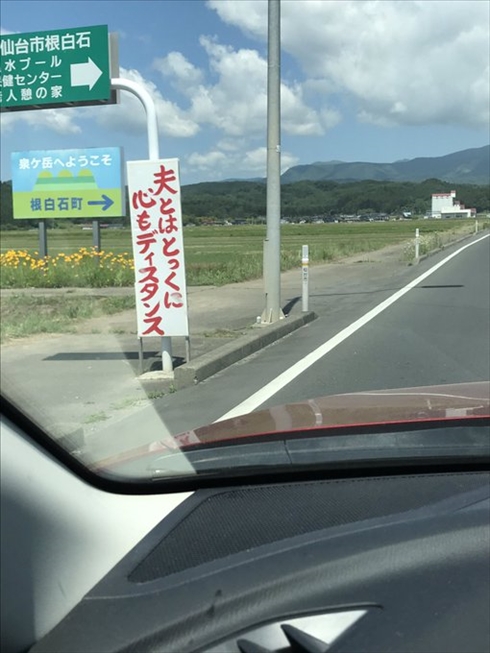 仙台市根白石
水プール
健センター
人憩の家
泉ケ岳へようこそ
根白石町
夫とはとっくに
心もディスタンス